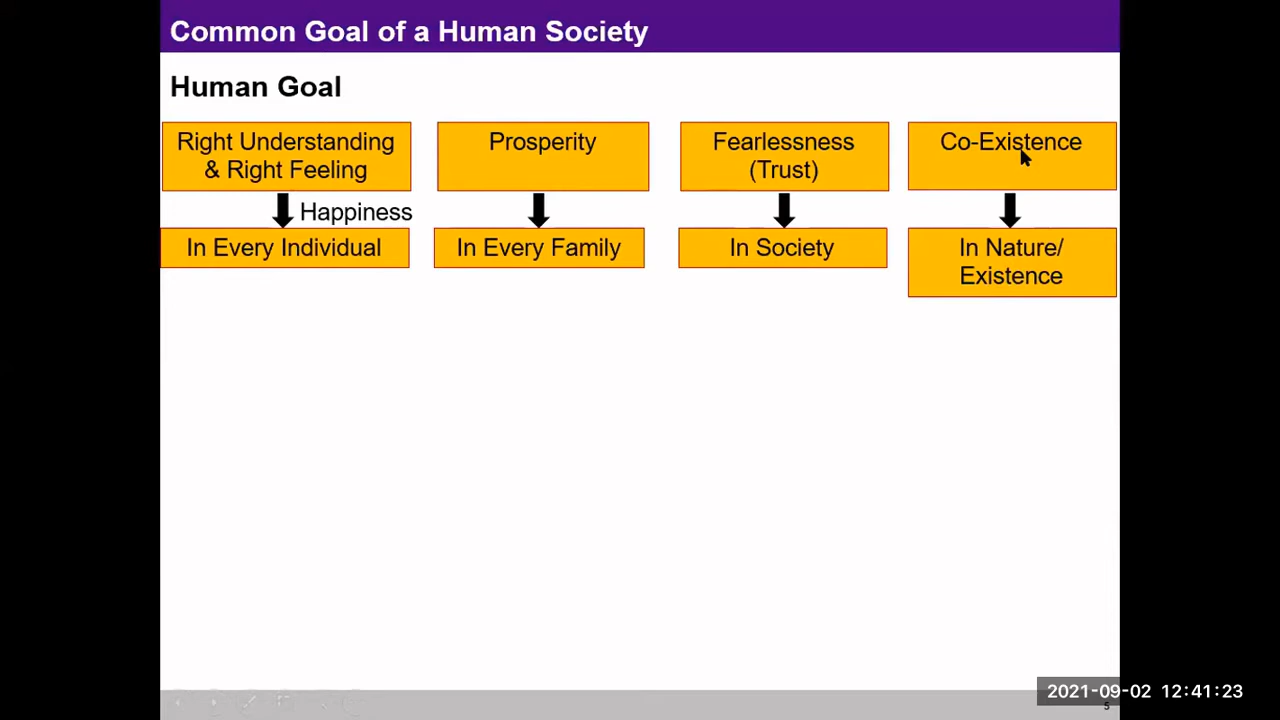 Common Goal of a Human Society
Human Goal
Right Understanding
& Right Feeling
Prosperity
Fearlessness
(Trust)
Co-Existence
Happiness
In Every Individual
In Every Family
In Society
In Nature/
Existence
2021-09-02 12:41:23
5